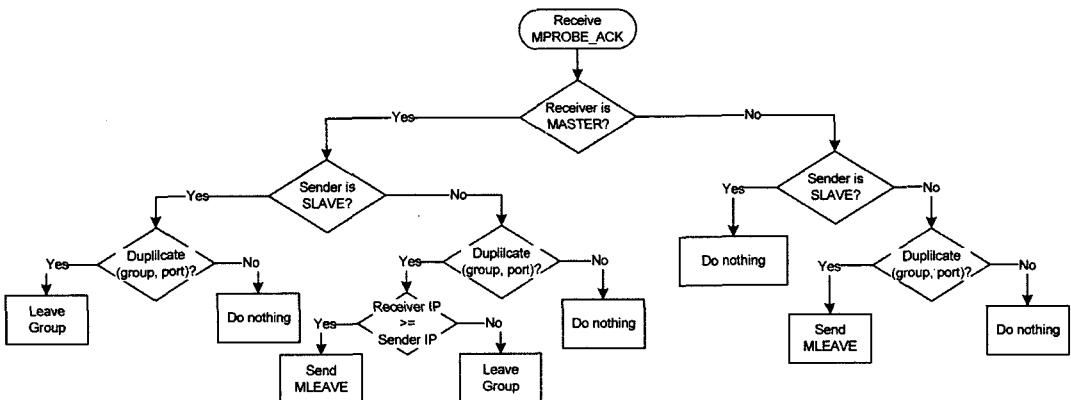 Receive
MPROBE_ACK
Receiver is
MASTER?
Yes
No
Sender is
SLAVE?
Yes
No
Sender is
SLAVE?
Yes
No
Duplilcate
(group, port)?
Yes
No
Duplilcate
(group, port)?
Yes
No
Do nothing
Duplilcate
(group, port)?
Yes
No
Leave
Group
Do nothing
Receiver IP
>=
Sender IP
Yes
No
Do nothing
Send
MLEAVE
Do nothing
Send
MLEAVE
Leave
Group